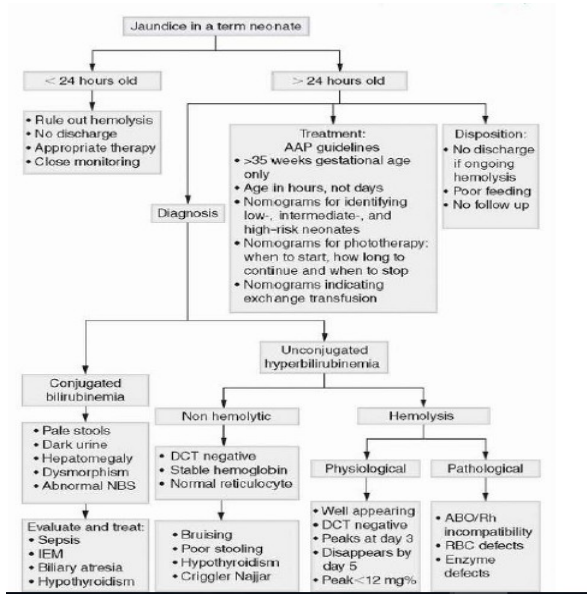 Jaundice in a term neonate
< 24 hours old
> 24 hours old
• Rule out hemolysis
• No discharge
• Appropriate therapy
• Close monitoring
Treatment:
AAP guidelines
• >35 weeks gestational age
only
• Age in hours, not days
• Nomograms for identifying
low-, intermediate-, and
high-risk neonates
• Nomograms for phototherapy:
when to start, how long to
continue and when to stop
• Nomograms indicating
exchange transfusion
Disposition:
• No discharge
if ongoing
hemolysis
• Poor feeding
• No follow up
Diagnosis
Conjugated
bilirubinemia
Unconjugated
hyperbilirubinemia
• Pale stools
• Dark urine
• Hepatomegaly
• Dysmorphism
• Abnormal NBS
Evaluate and treat:
• Sepsis
• IEM
• Biliary atresia
• Hypothyroidism
Non hemolytic
Hemolysis
• DCT negative
• Stable hemoglobin
• Normal reticulocyte
• Bruising
• Poor stooling
• Hypothyroidism
• Criggler Najjar
Physiological
Pathological
• Well appearing
• DCT negative
• Peaks at day 3
• Disappears by
day 5
• Peak<12 mg%
• ABO/Rh
incompatibility
• RBC defects
• Enzyme
defects